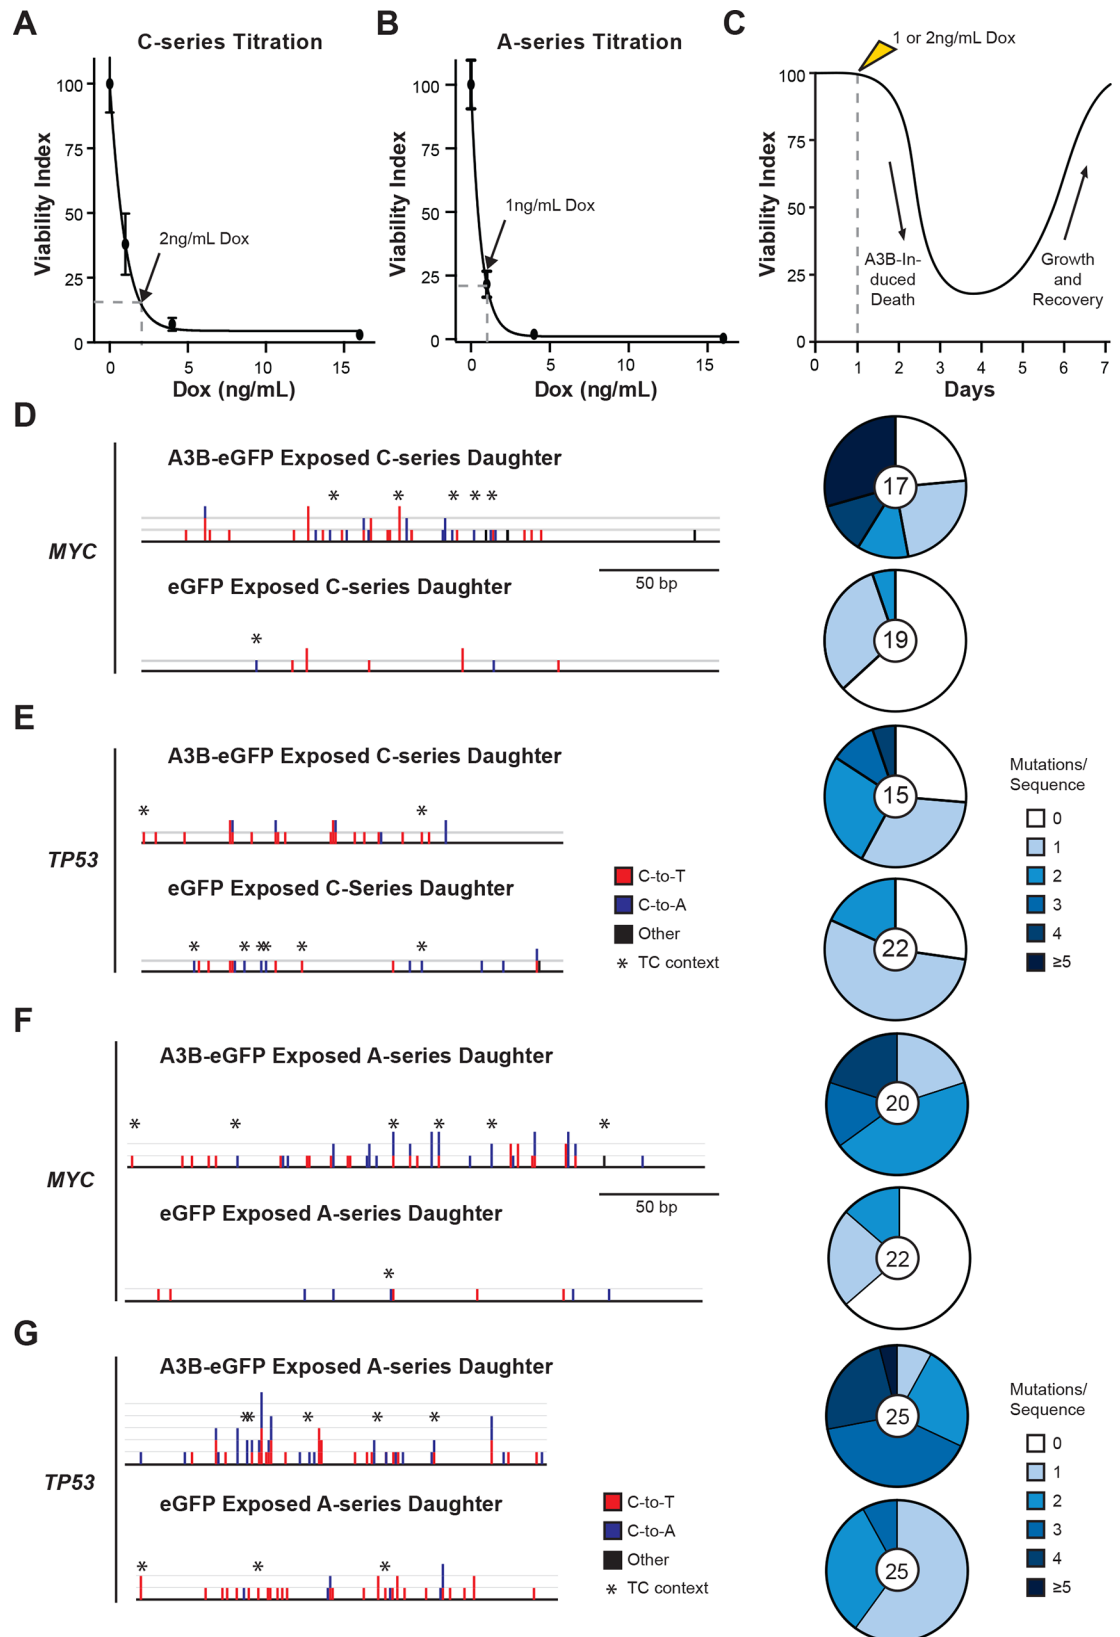 A
C-series Titration
Viability Index
100
75
50
25
0
2ng/mL Dox
0
5
10
15
Dox (ng/mL)
B
A-series Titration
Viability Index
100
75
50
25
0
1ng/mL Dox
0
5
10
15
Dox (ng/mL)
C
1 or 2ng/mL Dox
Viability Index
100
75
50
25
0
A3B-In-
duced
Death
Growth
and
Recovery
0
1
2
3
4
5
6
7
Days
D
MYC
A3B-eGFP Exposed C-series Daughter
* * * * *
50 bp
eGFP Exposed C-series Daughter
*
17
19
E
TP53
A3B-eGFP Exposed C-series Daughter
* *
eGFP Exposed C-Series Daughter
* * ** * *
C-to-T
C-to-A
Other
* TC context
15
22
Mutations/
Sequence
0
1
2
3
4
≥5
F
MYC
A3B-eGFP Exposed A-series Daughter
* * * * * *
50 bp
eGFP Exposed A-series Daughter
*
20
22
G
TP53
A3B-eGFP Exposed A-series Daughter
** * * *
eGFP Exposed A-series Daughter
* * *
C-to-T
C-to-A
Other
* TC context
25
25
Mutations/
Sequence
0
1
2
3
4
≥5